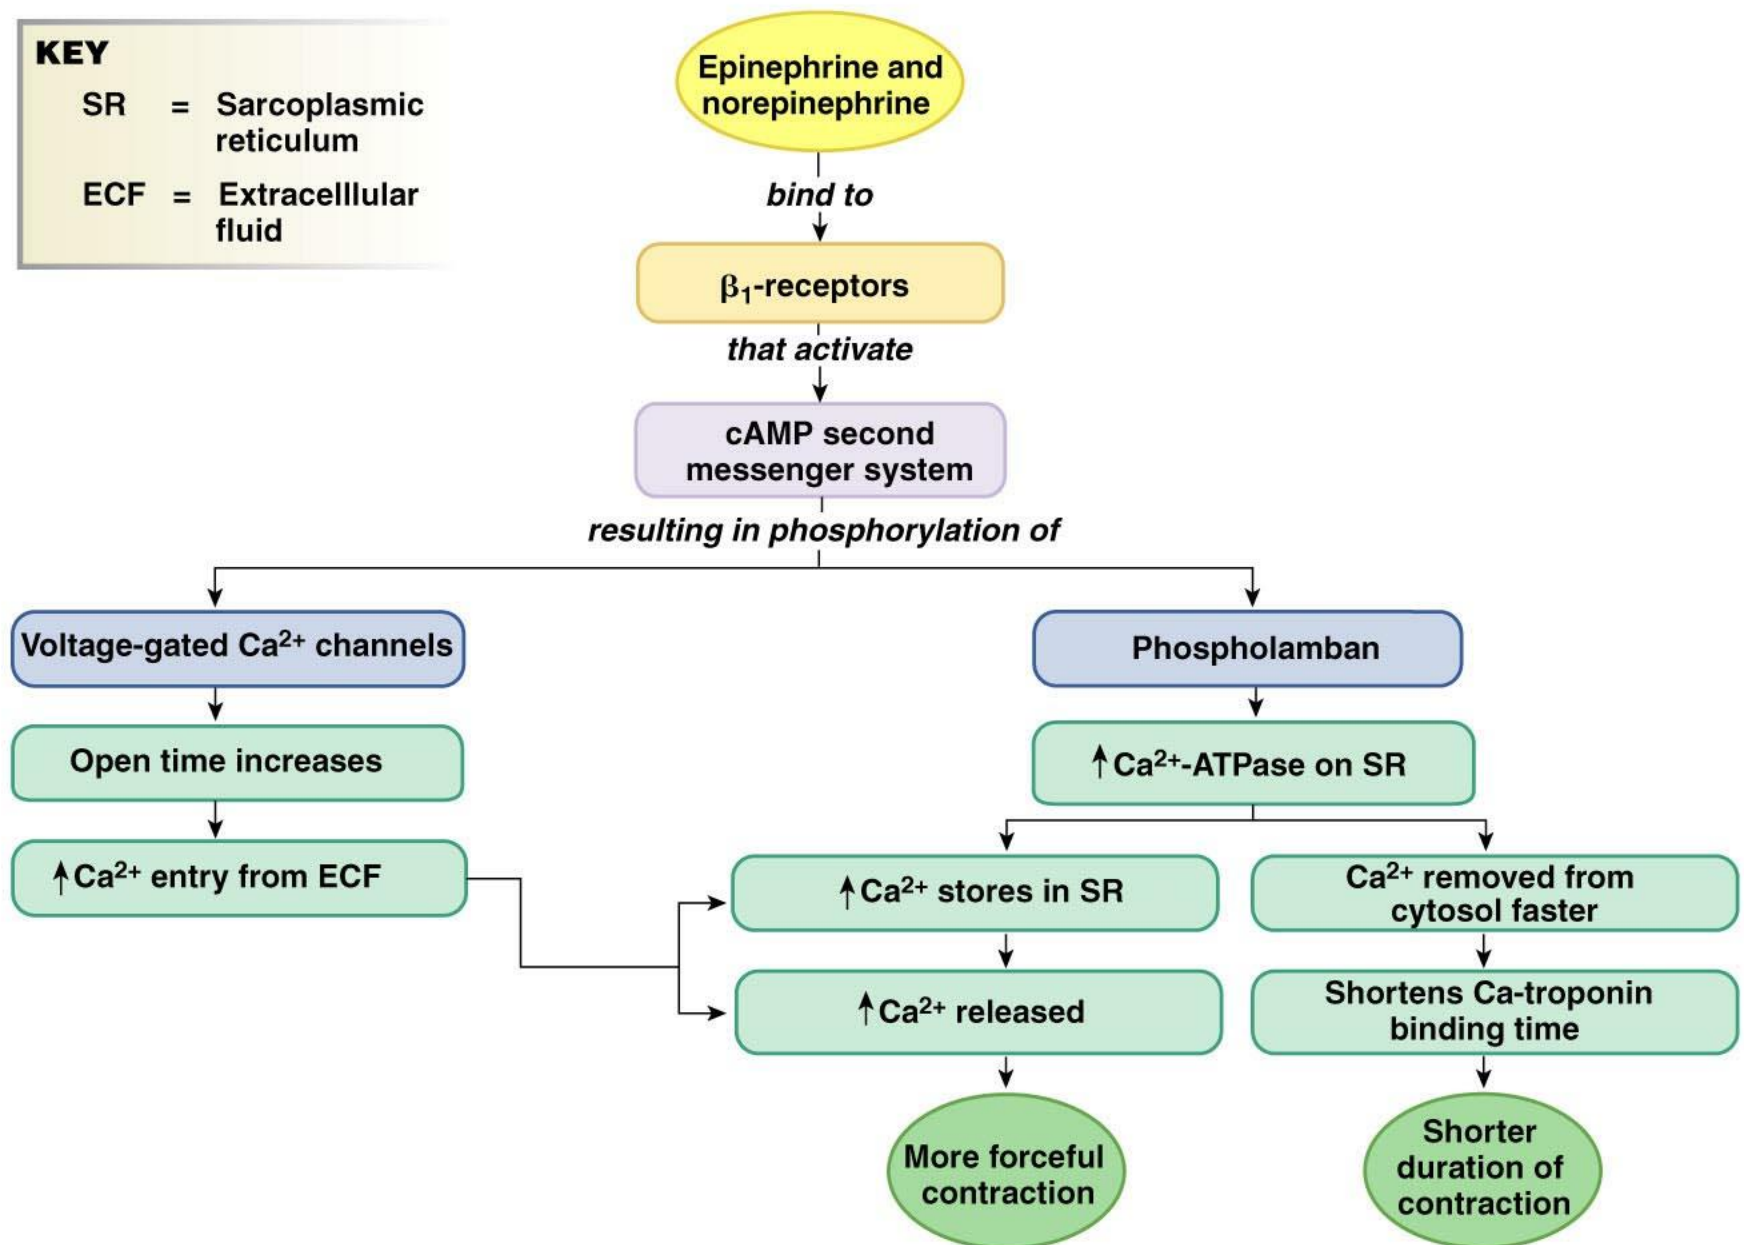 KEY
SR = Sarcoplasmic
reticulum
ECF = Extracelllular
fluid
Epinephrine and
norepinephrine
bind to
β₁-receptors
that activate
cAMP second
messenger system
resulting in phosphorylation of
Voltage-gated Ca²⁺ channels
Phospholamban
Open time increases
↑Ca²⁺-ATPase on SR
↑Ca²⁺ entry from ECF
↑Ca²⁺ stores in SR
Ca²⁺ removed from
cytosol faster
↑Ca²⁺ released
Shortens Ca-troponin
binding time
More forceful
contraction
Shorter
duration of
contraction